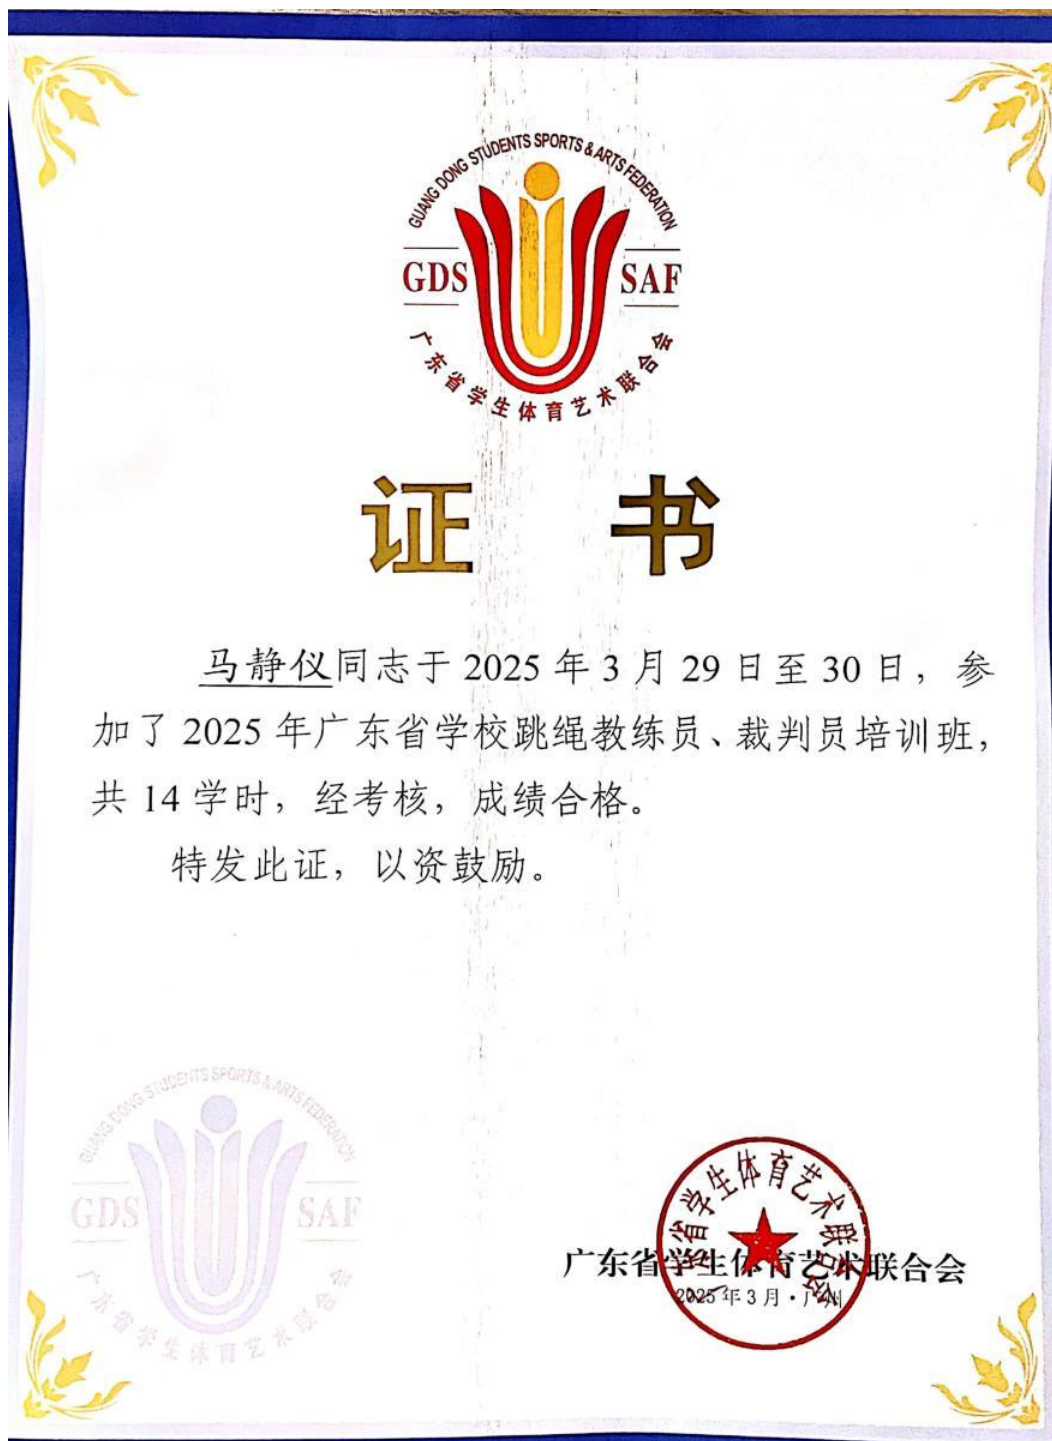 GUANG DONG STUDENTS SPORTS & ARTS FEDERATION
GDS SAF
广东省学生体育艺术联合会
证 书
马静仪同志于 2025 年 3 月 29 日至 30 日，参
加了 2025 年广东省学校跳绳教练员、裁判员培训班，
共 14 学时，经考核，成绩合格。
特发此证，以资鼓励。
GUANG DONG STUDENTS SPORTS & ARTS FEDERATION
GDS SAF
广东省学生体育艺术联合会
广东省学生体育艺术联合会
广东省学生体育艺术联合会
2025 年 3 月·广州